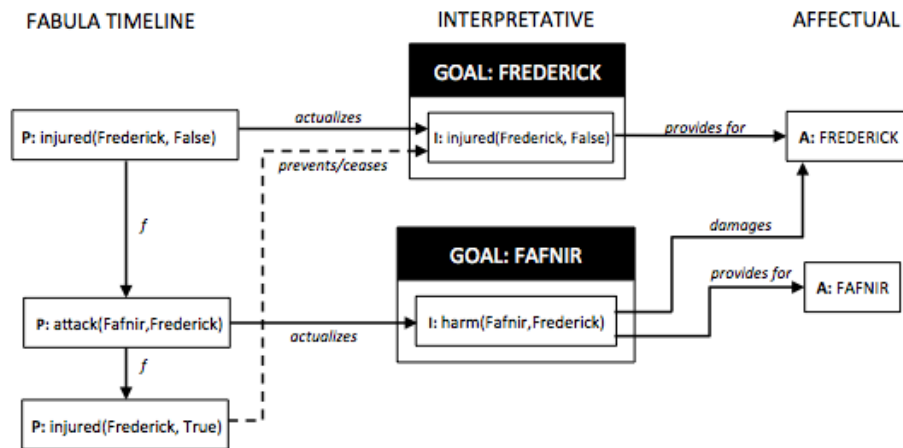 FABULA TIMELINE
INTERPRETATIVE
AFFECTUAL
GOAL: FREDERICK
P: injured(Frederick, False)
actualizes
I: injured(Frederick, False)
provides for
A: FREDERICK
prevents/ceases
f
damages
GOAL: FAFNIR
provides for
A: FAFNIR
P: attack(Fafnir,Frederick)
actualizes
I: harm(Fafnir,Frederick)
f
P: injured(Frederick, True)